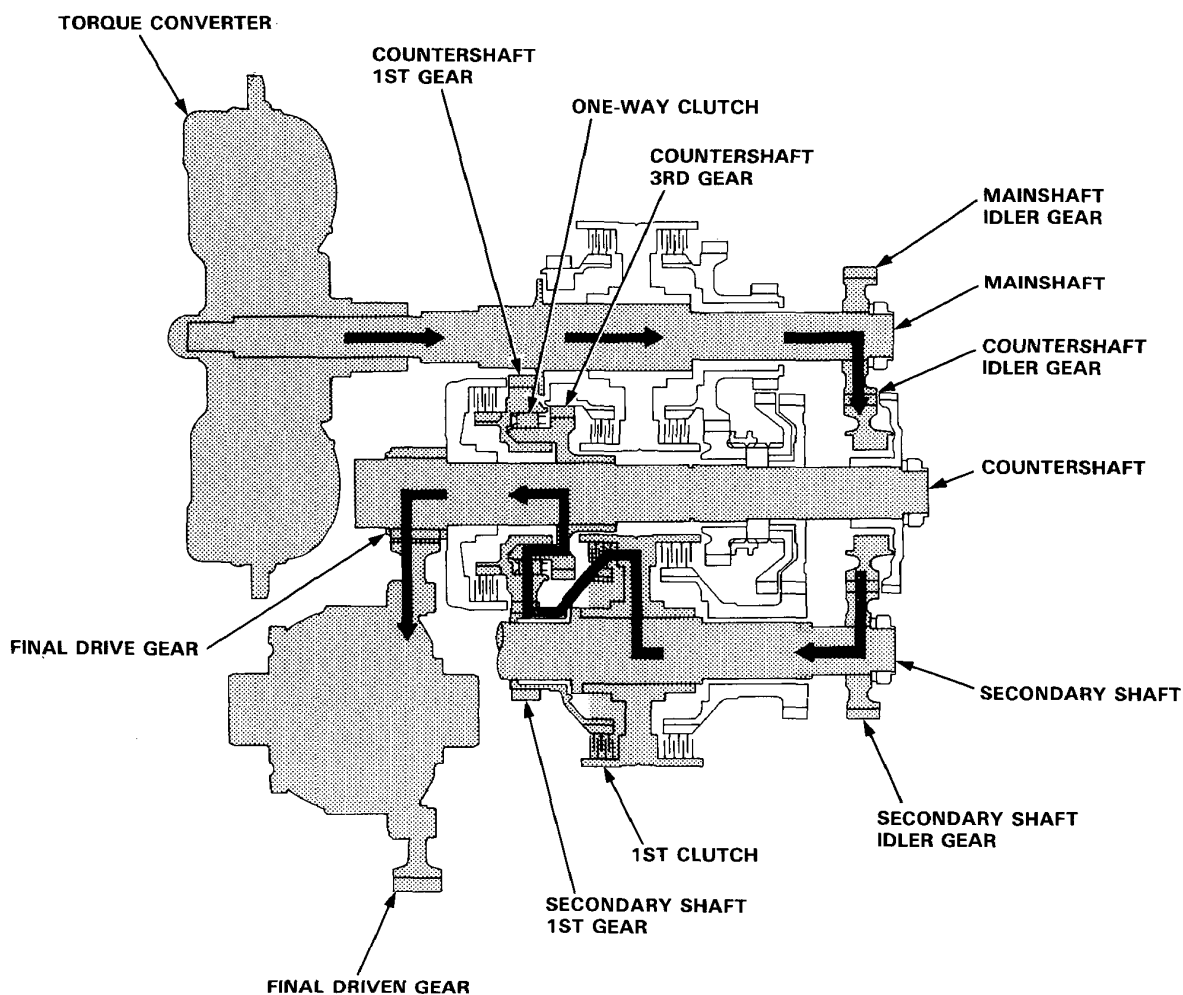 TORQUE CONVERTER
COUNTERSHAFT
1ST GEAR
ONE-WAY CLUTCH
COUNTERSHAFT
3RD GEAR
MAINSHAFT
IDLER GEAR
MAINSHAFT
COUNTERSHAFT
IDLER GEAR
COUNTERSHAFT
FINAL DRIVE GEAR
SECONDARY SHAFT
SECONDARY SHAFT
IDLER GEAR
1ST CLUTCH
SECONDARY SHAFT
1ST GEAR
FINAL DRIVEN GEAR